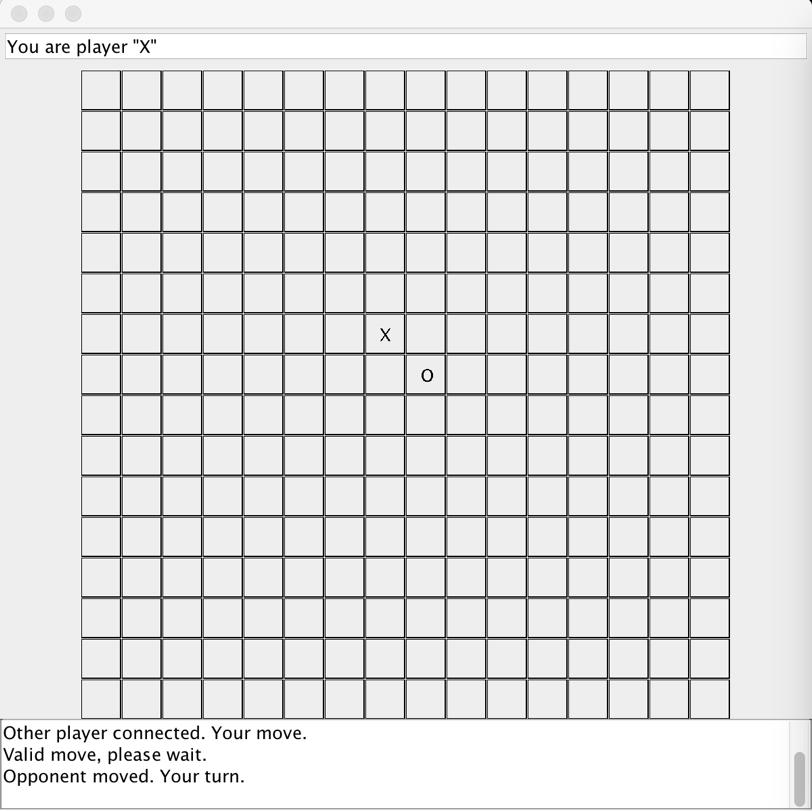 You are player "X"
X
O
Other player connected. Your move.
Valid move, please wait.
Opponent moved. Your turn.